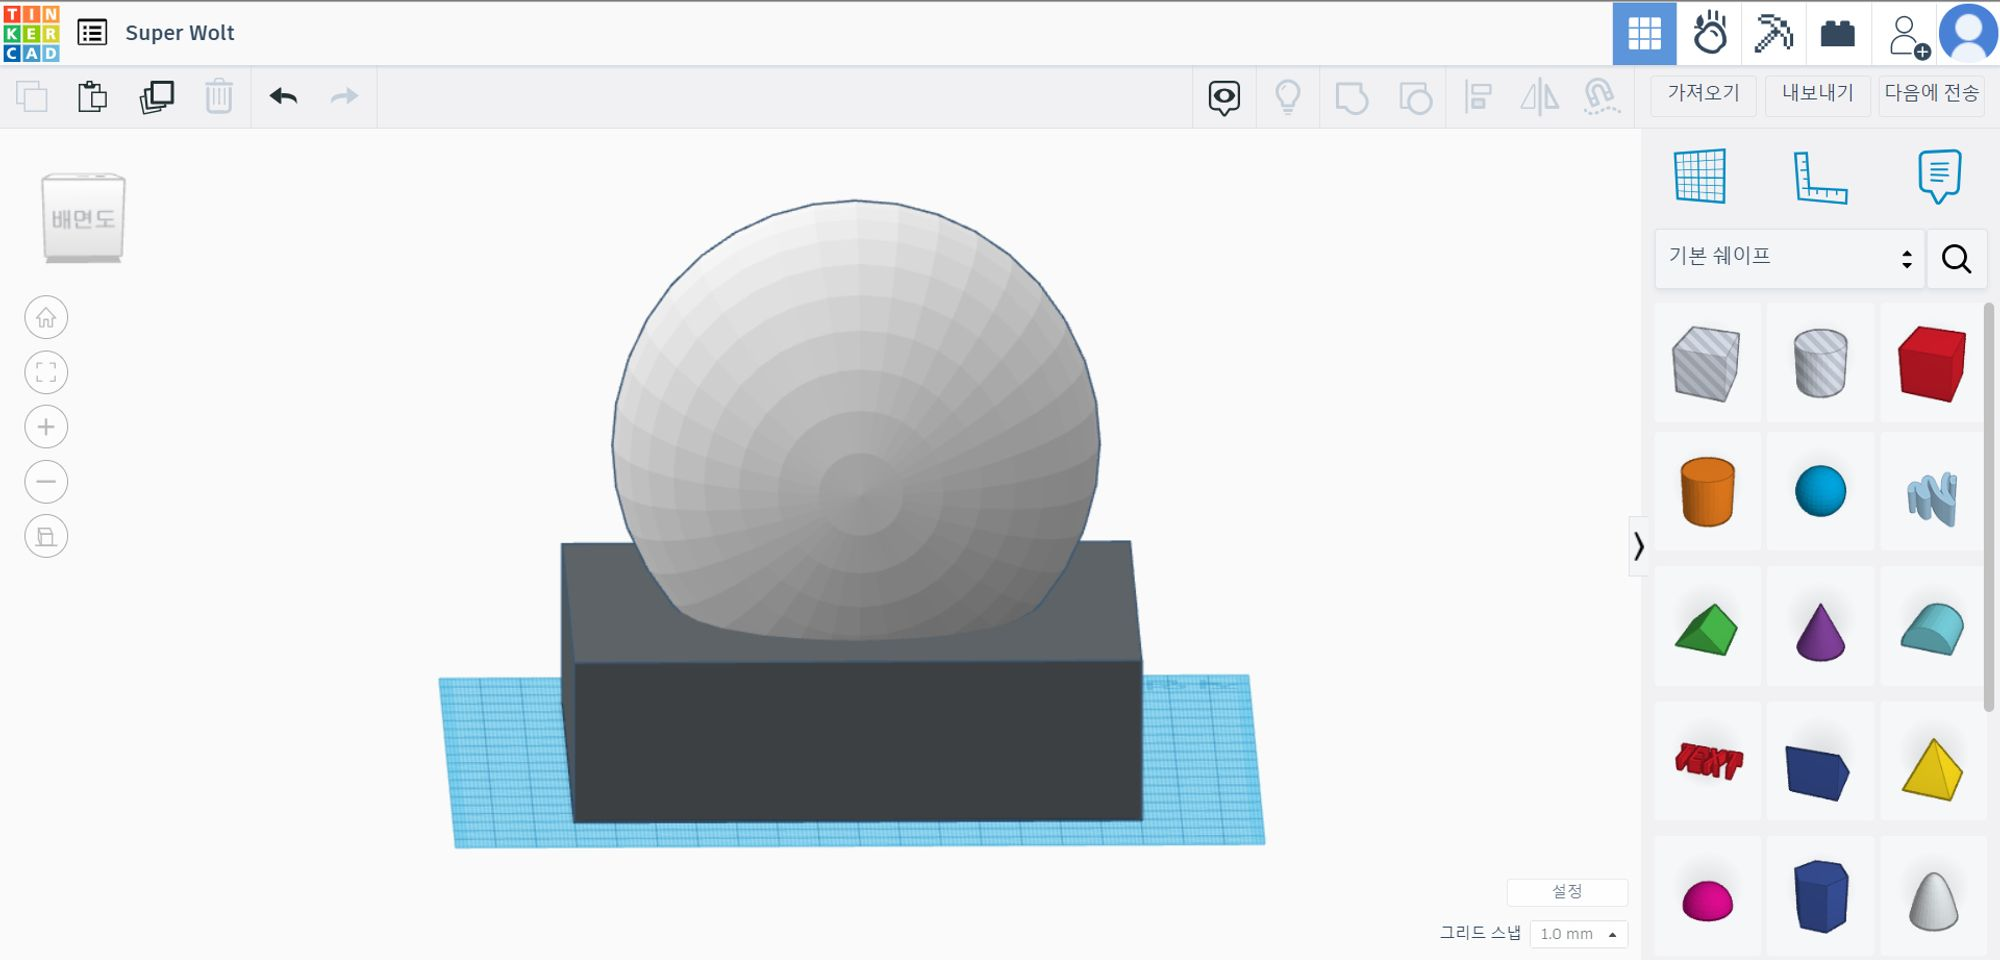 TIN
KER
CAD
Super Wolt
가져오기
내보내기
다음에 전송
배면도
기본 쉐이프
TEXT
설정
그리드 스냅
1.0 mm